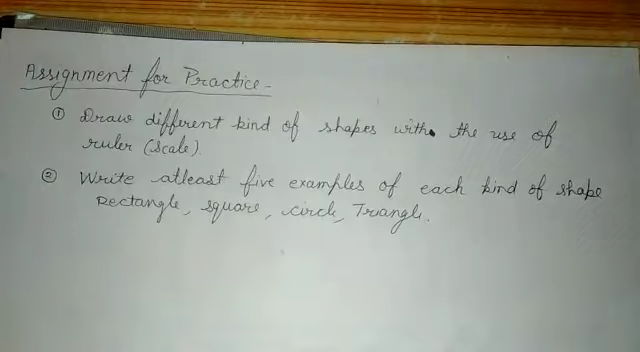 Assignment for Practice -
① Draw different kind of shapes with the use of
ruler (scale).
② Write atleast five examples of each kind of shape
Rectangle, square, circle, Triangle.